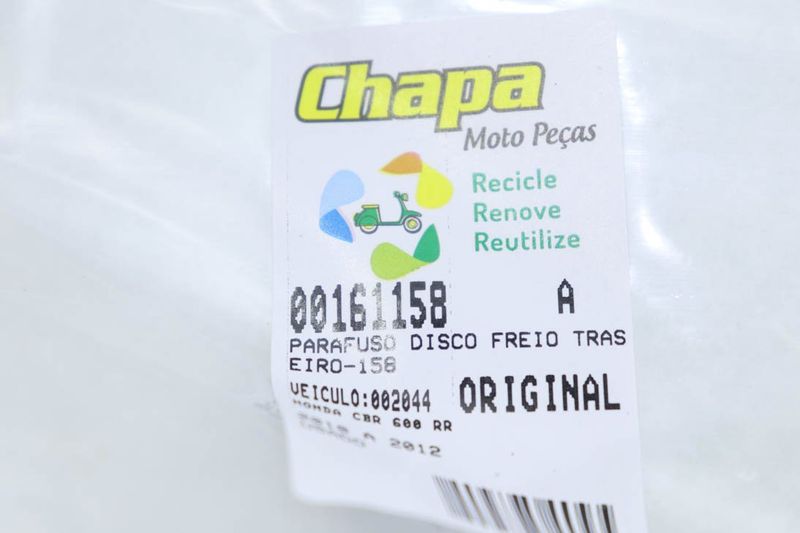 Chapa
Moto Peças
Recicle
Renove
Reutilize
00161158 A
PARAFUSO DISCO FREIO TRAS
EIRO-158
VEICULO:002044 ORIGINAL
HONDA CBR 600 RR
A 2012